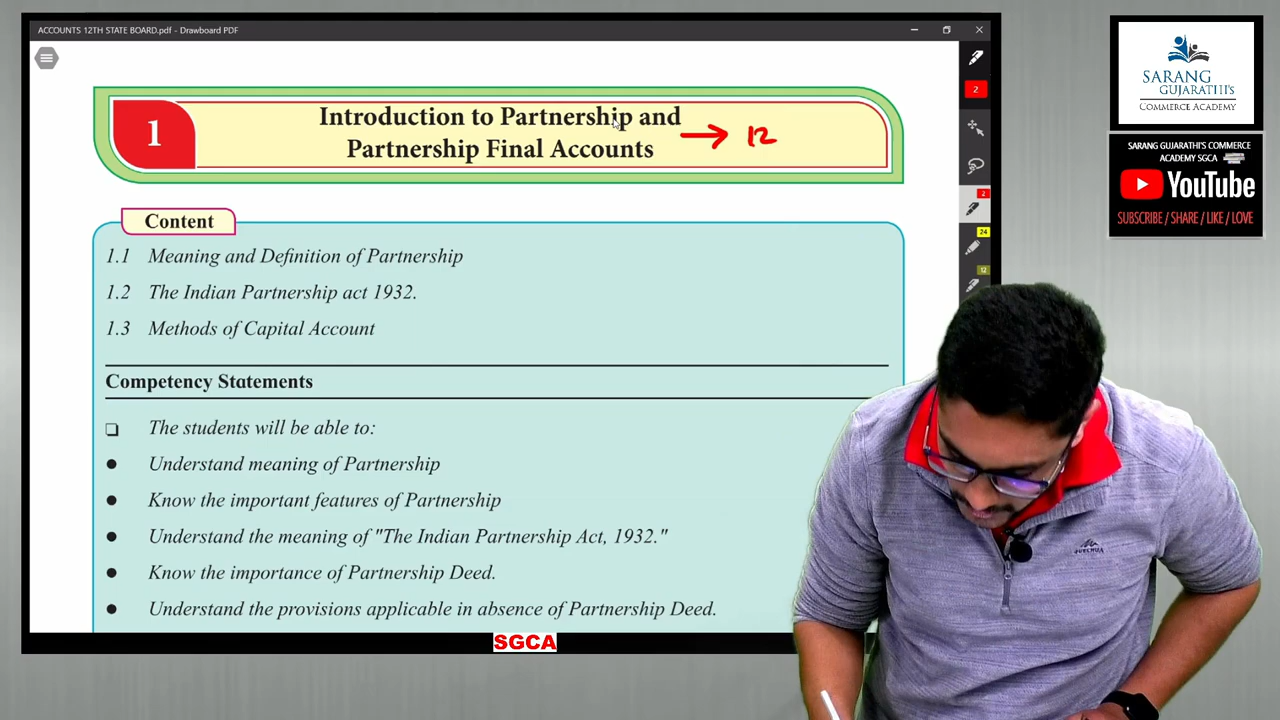 ACCOUNTS 12TH STATE BOARD.pdf - Drawboard PDF
1
Introduction to Partnership and
Partnership Final Accounts
→ 12
Content
1.1 Meaning and Definition of Partnership
1.2 The Indian Partnership act 1932.
1.3 Methods of Capital Account
Competency Statements
❑ The students will be able to:
● Understand meaning of Partnership
● Know the important features of Partnership
● Understand the meaning of "The Indian Partnership Act, 1932."
● Know the importance of Partnership Deed.
● Understand the provisions applicable in absence of Partnership Deed.
SGCA
2
2
24
12
SARANG
GUJARATHI'S
COMMERCE ACADEMY
SARANG GUJARATHI'S COMMERCE
ACADEMY SGCA
YouTube
SUBSCRIBE / SHARE / LIKE / LOVE